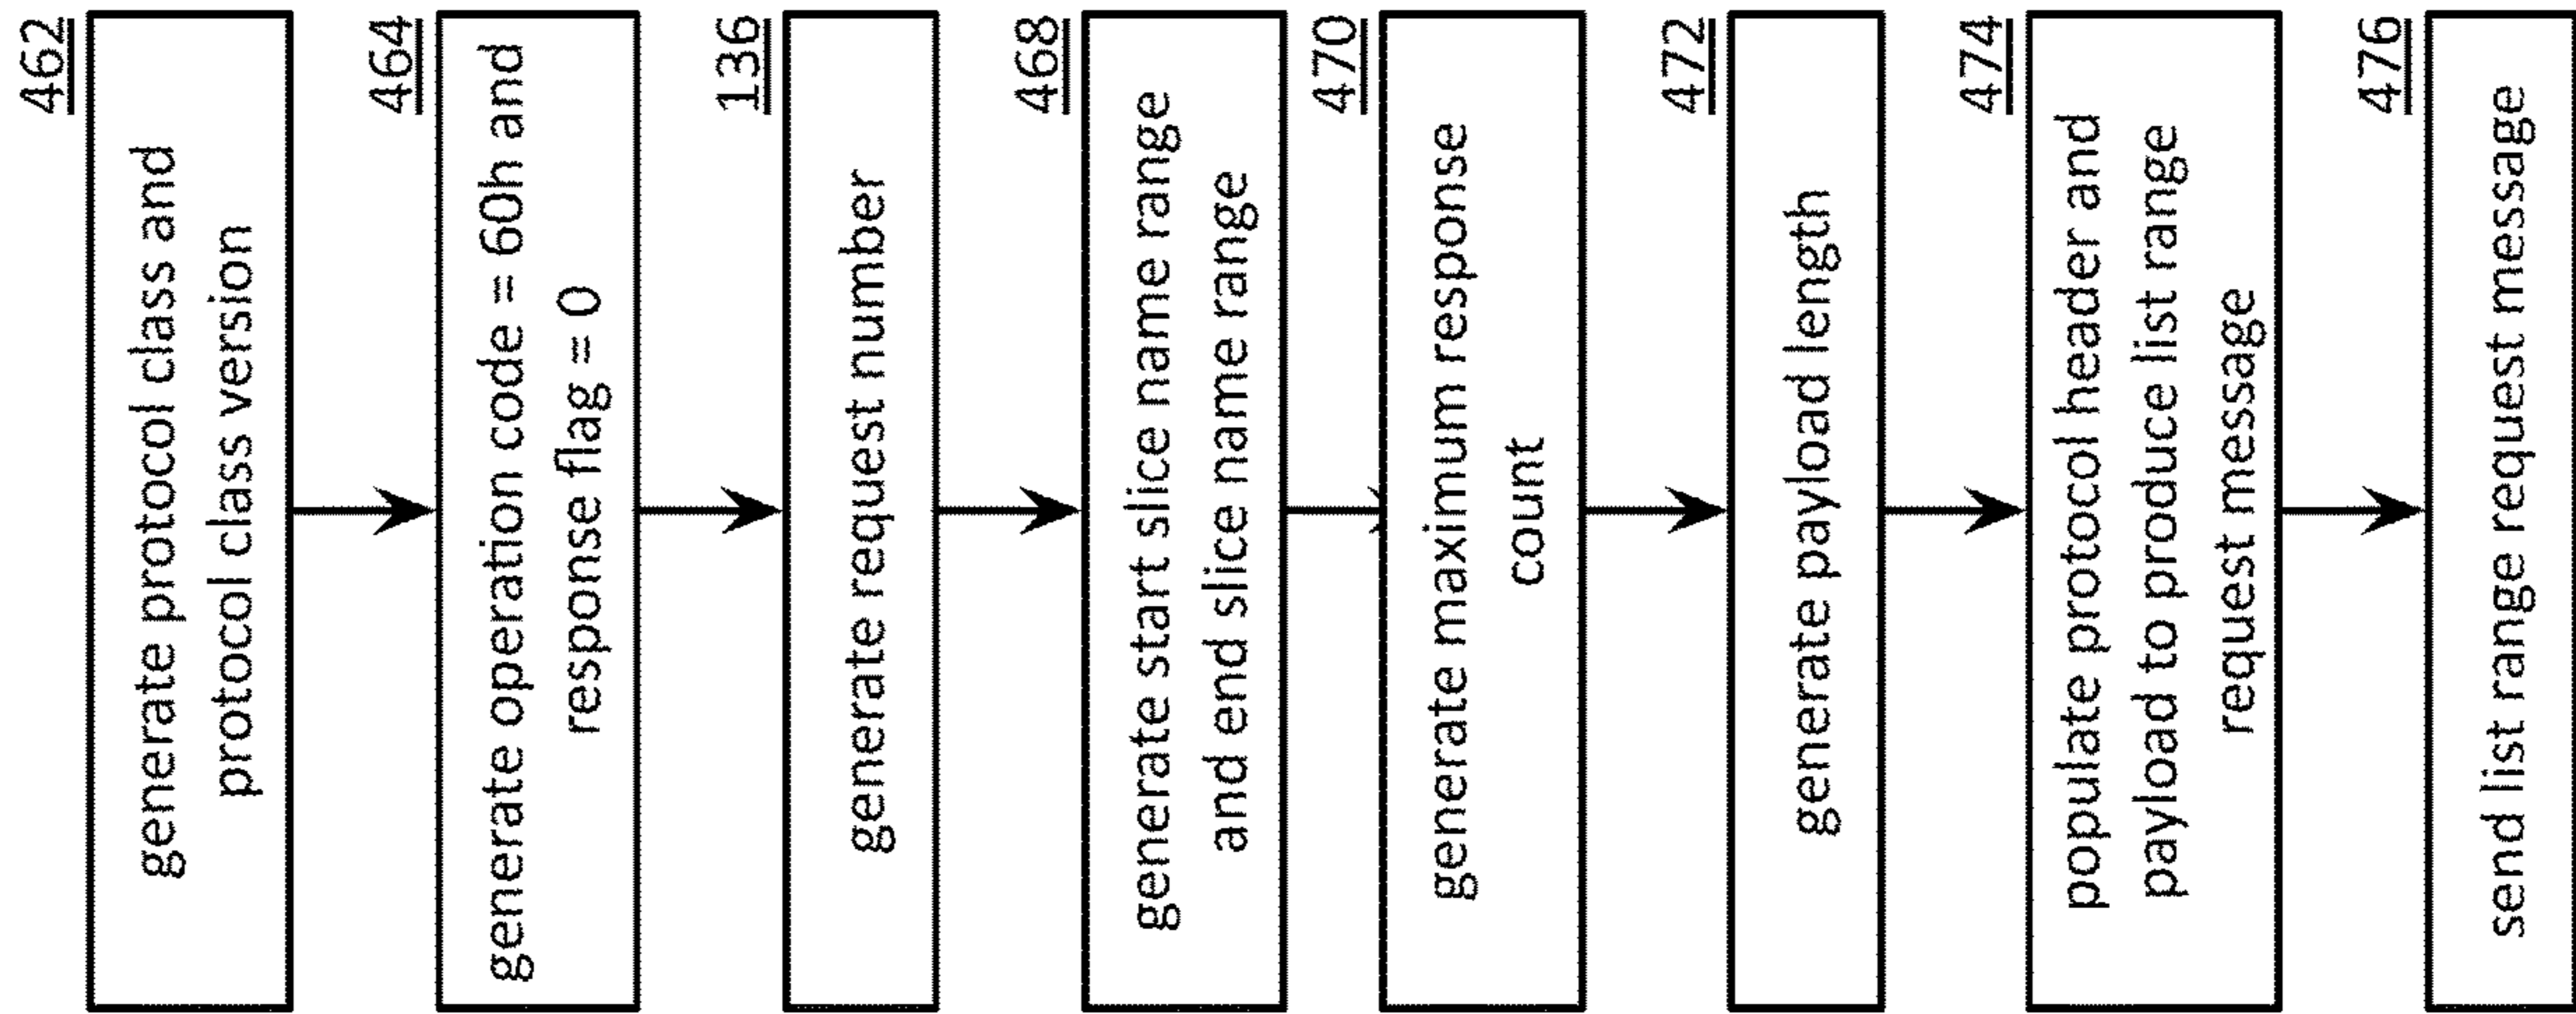 462
generate protocol class and
protocol class version
464
generate operation code = 60h and
response flag = 0
136
generate request number
468
generate start slice name range
and end slice name range
470
generate maximum response
count
472
generate payload length
474
populate protocol header and
payload to produce list range
request message
476
send list range request message